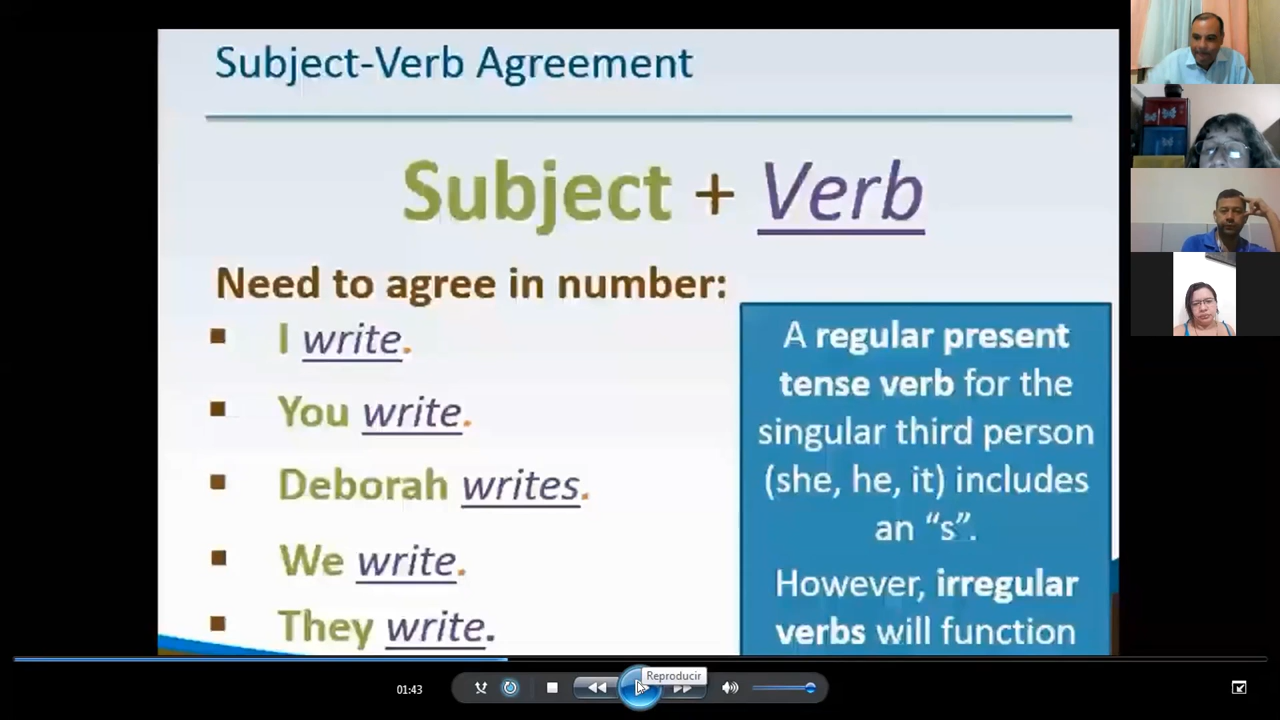 Subject-Verb Agreement
Subject + Verb
Need to agree in number:
▪ I write.
▪ You write.
▪ Deborah writes.
▪ We write.
▪ They write.
A regular present
tense verb for the
singular third person
(she, he, it) includes
an “s”.
However, irregular
verbs will function
Reproducir
01:43